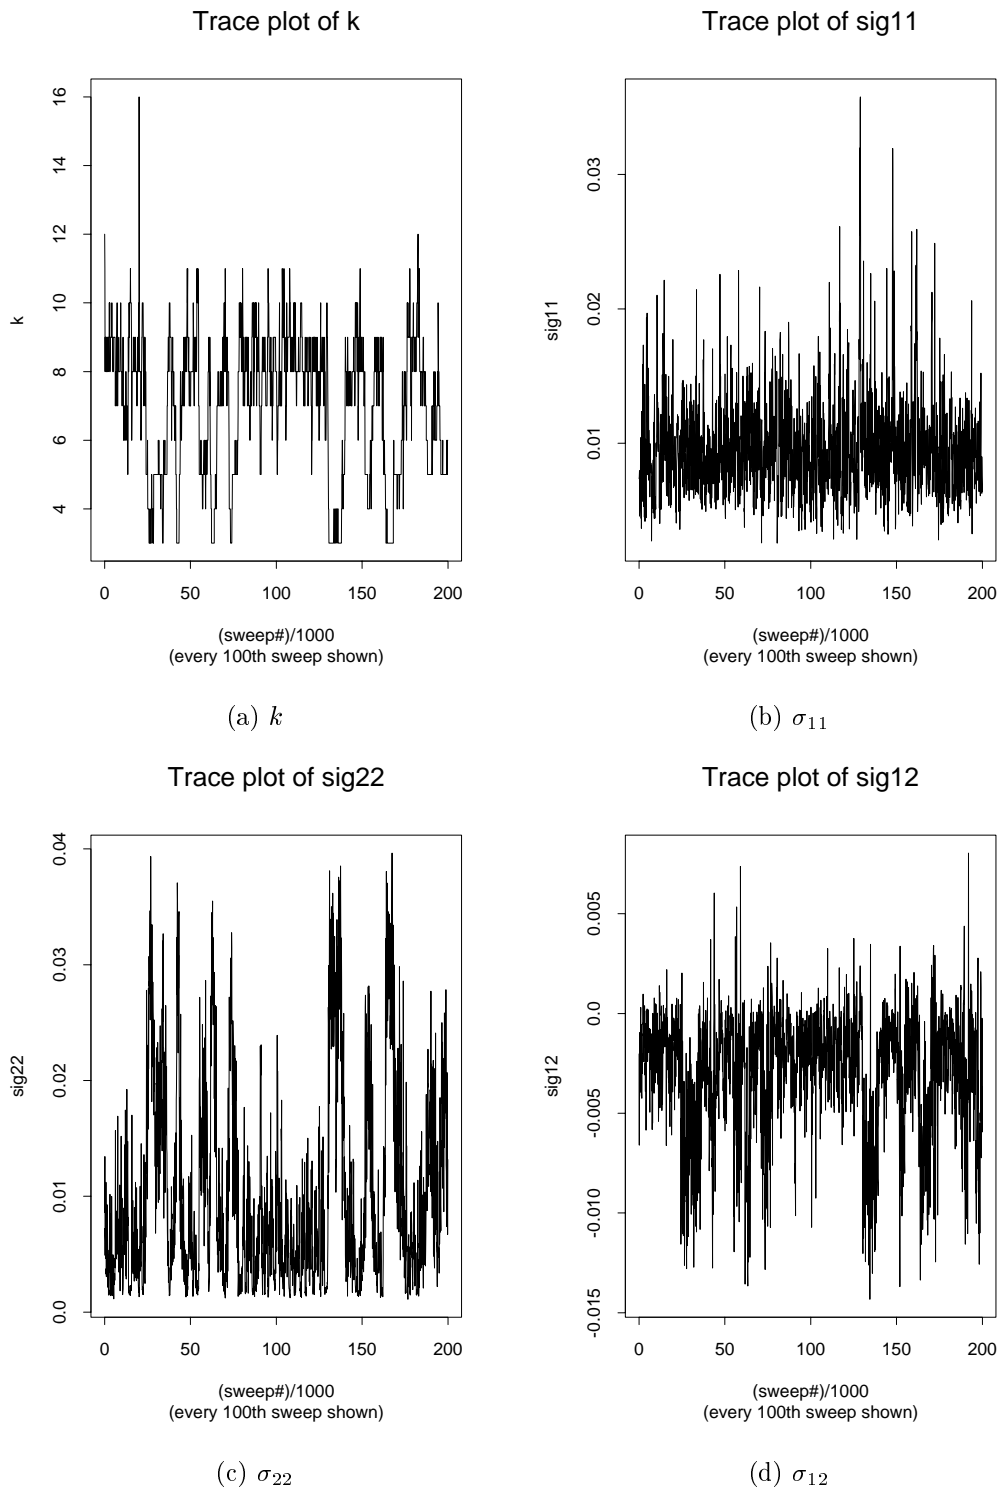 Trace plot of k
k
16
14
12
10
8
6
4
0 50 100 150 200
(sweep#)/1000
(every 100th sweep shown)
(a) k
Trace plot of sig11
sig11
0.03
0.02
0.01
0 50 100 150 200
(sweep#)/1000
(every 100th sweep shown)
(b) σ11
Trace plot of sig22
sig22
0.04
0.03
0.02
0.01
0.0
0 50 100 150 200
(sweep#)/1000
(every 100th sweep shown)
(c) σ22
Trace plot of sig12
sig12
0.005
0.0
-0.005
-0.010
-0.015
0 50 100 150 200
(sweep#)/1000
(every 100th sweep shown)
(d) σ12